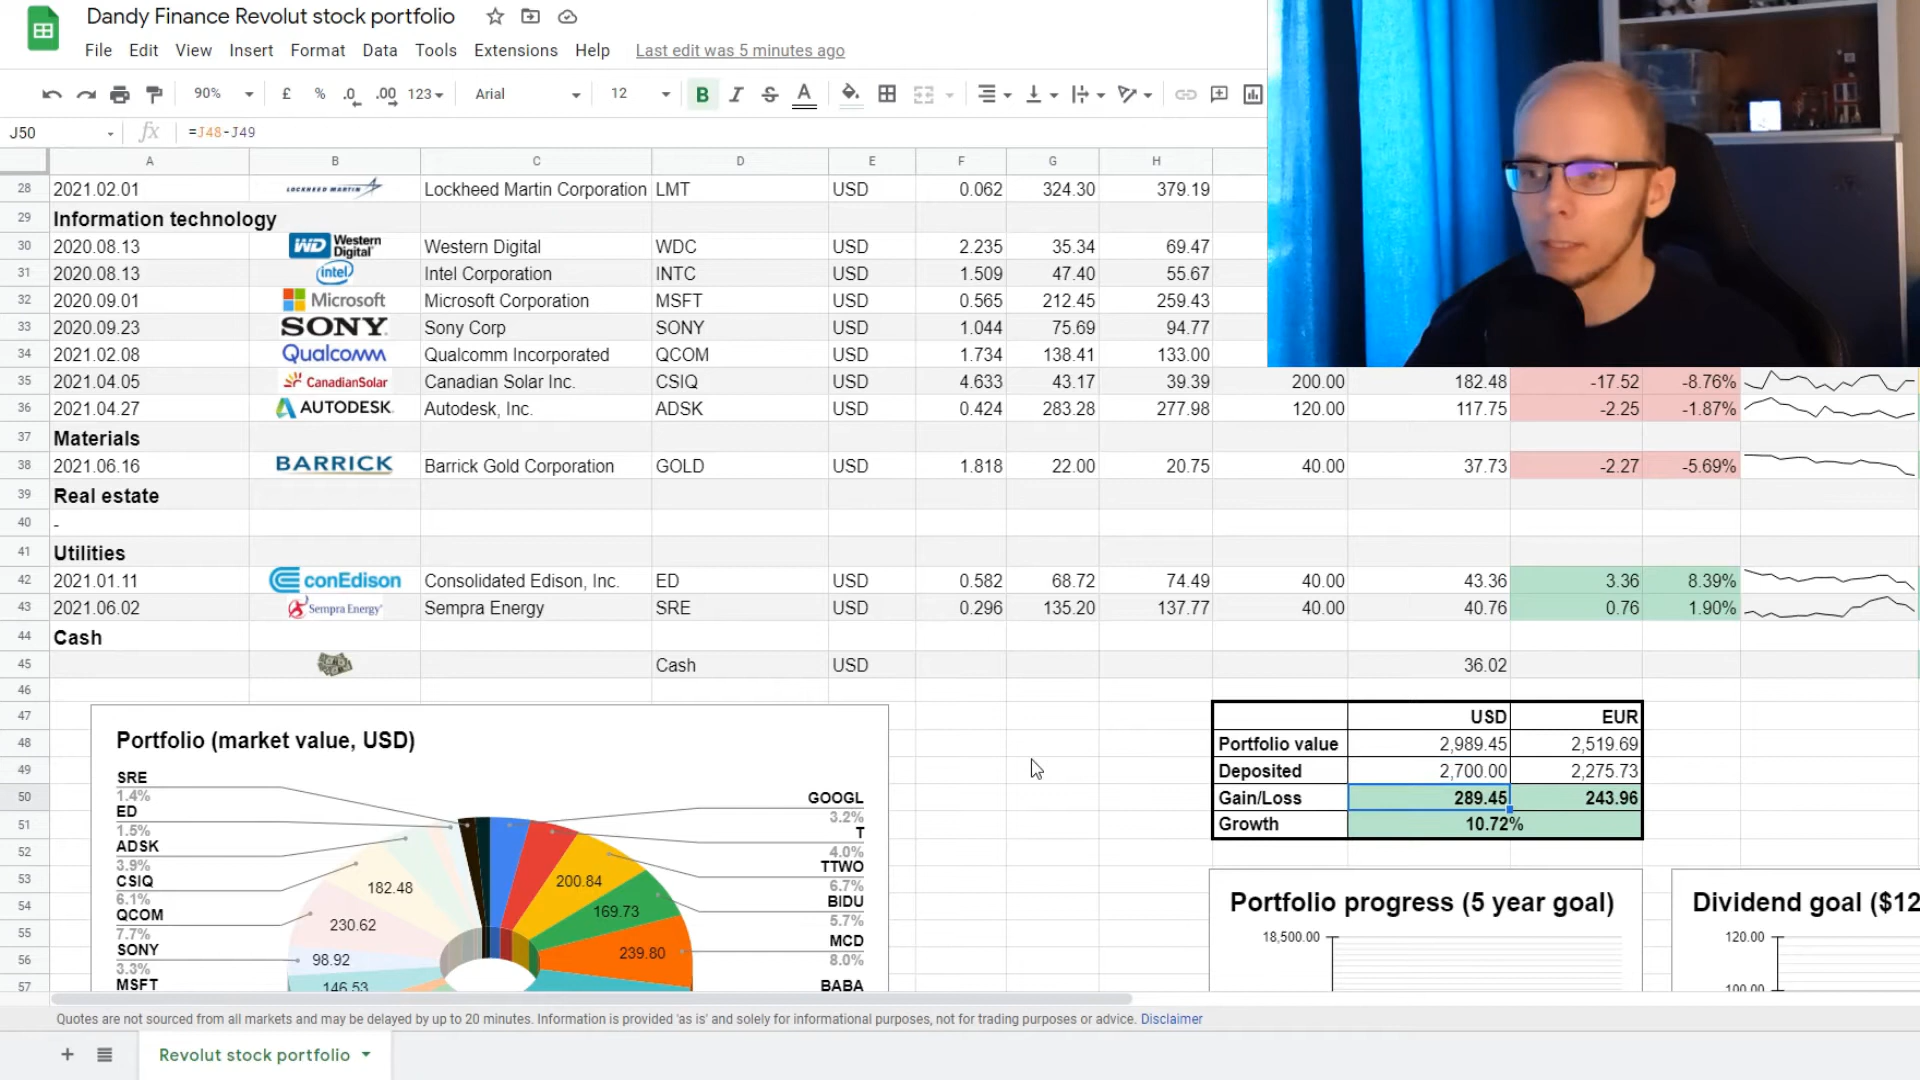 Dandy Finance Revolut stock portfolio
File Edit View Insert Format Data Tools Extensions Help Last edit was 5 minutes ago
90% £ % .0 .00 123 Arial 12 B I S A
J50 fx =J48-J49
A B C D E F G H
28 2021.02.01 LOCKHEED MARTIN Lockheed Martin Corporation LMT USD 0.062 324.30 379.19
29 Information technology
30 2020.08.13 WD Western Digital Western Digital WDC USD 2.235 35.34 69.47
31 2020.08.13 intel Intel Corporation INTC USD 1.509 47.40 55.67
32 2020.09.01 Microsoft Microsoft Corporation MSFT USD 0.565 212.45 259.43
33 2020.09.23 SONY Sony Corp SONY USD 1.044 75.69 94.77
34 2021.02.08 Qualcomm Qualcomm Incorporated QCOM USD 1.734 138.41 133.00
35 2021.04.05 CanadianSolar Canadian Solar Inc. CSIQ USD 4.633 43.17 39.39 200.00 182.48 -17.52 -8.76%
36 2021.04.27 AUTODESK. Autodesk, Inc. ADSK USD 0.424 283.28 277.98 120.00 117.75 -2.25 -1.87%
37 Materials
38 2021.06.16 BARRICK Barrick Gold Corporation GOLD USD 1.818 22.00 20.75 40.00 37.73 -2.27 -5.69%
39 Real estate
40 -
41 Utilities
42 2021.01.11 conEdison Consolidated Edison, Inc. ED USD 0.582 68.72 74.49 40.00 43.36 3.36 8.39%
43 2021.06.02 Sempra Energy Sempra Energy SRE USD 0.296 135.20 137.77 40.00 40.76 0.76 1.90%
44 Cash
45 Cash USD 36.02
46
47 USD EUR
48 Portfolio value 2,989.45 2,519.69
49 Deposited 2,700.00 2,275.73
50 Gain/Loss 289.45 243.96
51 Growth 10.72%
52
53
54
55
56
57
Portfolio (market value, USD)
SRE
1.4%
ED
1.5%
ADSK
3.9%
CSIQ
6.1%
QCOM
7.7%
SONY
3.3%
MSFT
182.48
230.62
98.92
146.53
200.84
169.73
239.80
GOOGL
3.2%
T
4.0%
TTWO
6.7%
BIDU
5.7%
MCD
8.0%
BABA
Portfolio progress (5 year goal)
18,500.00
Dividend goal ($12
120.00
100.00
Quotes are not sourced from all markets and may be delayed by up to 20 minutes. Information is provided 'as is' and solely for informational purposes, not for trading purposes or advice. Disclaimer
+ Revolut stock portfolio